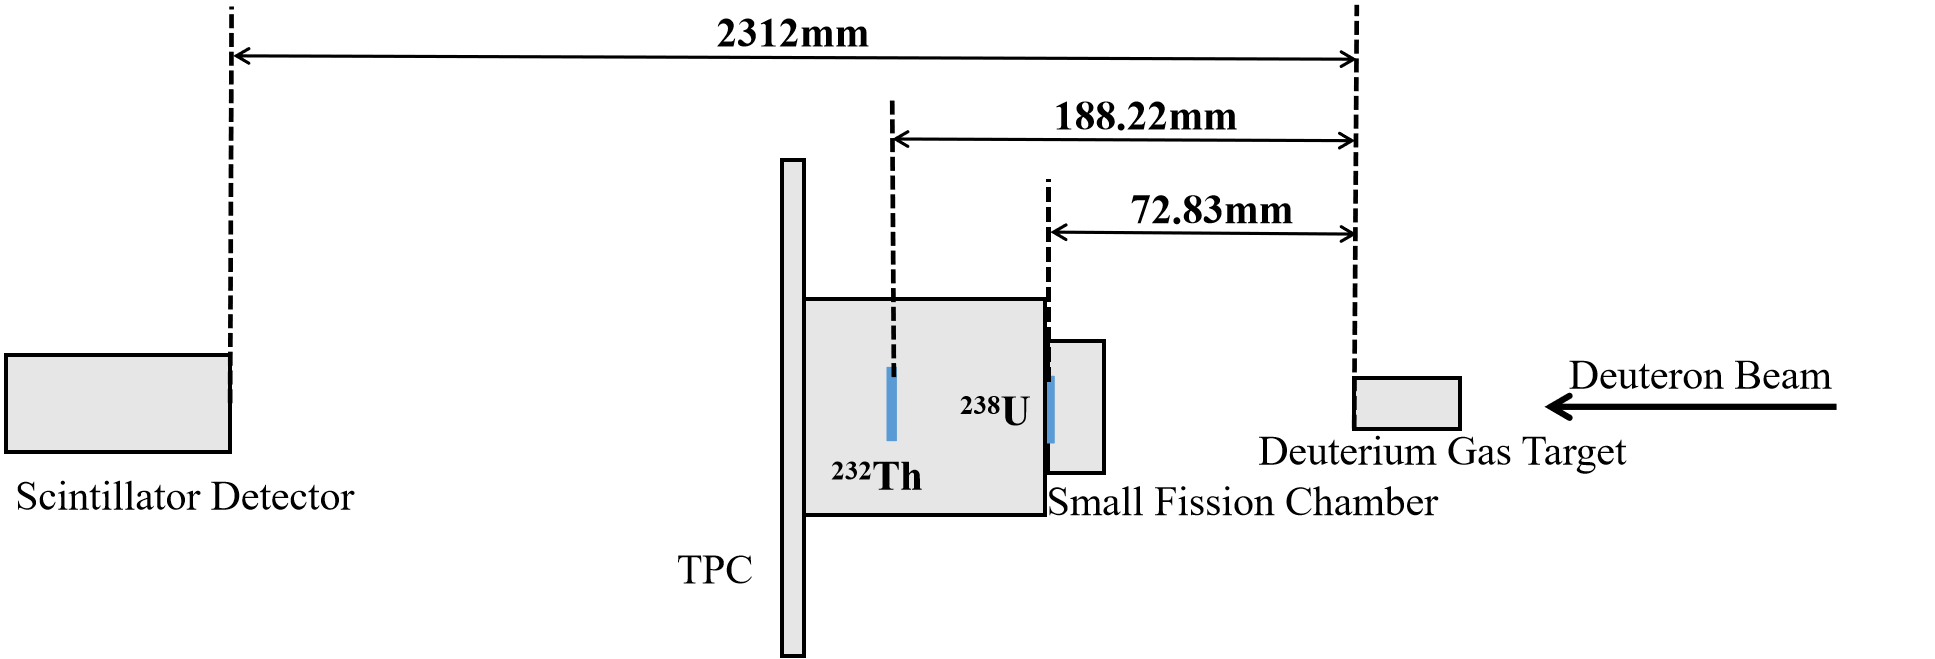 2312mm
188.22mm
72.83mm
Deuteron Beam
²³⁸U
Deuterium Gas Target
²³²Th
Scintillator Detector
Small Fission Chamber
TPC